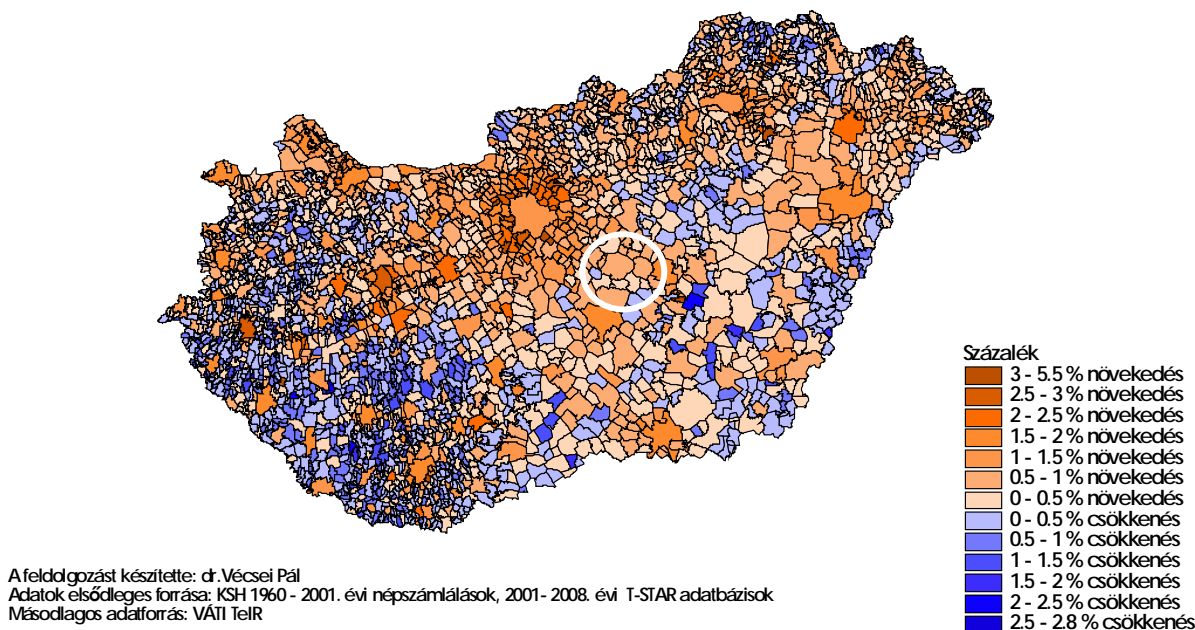 Százalék
3 - 5.5 % növekedés
2.5 - 3 % növekedés
2 - 2.5 % növekedés
1.5 - 2 % növekedés
1 - 1.5 % növekedés
0.5 - 1 % növekedés
0 - 0.5 % növekedés
0 - 0.5 % csökkenés
0.5 - 1 % csökkenés
1 - 1.5 % csökkenés
1.5 - 2 % csökkenés
2 - 2.5 % csökkenés
2.5 - 2.8 % csökkenés
A feldolgozást készítette: dr. Vécsei Pál
Adatok elsődleges forrása: KSH 1960 - 2001. évi népszámlálások, 2001- 2008. évi T-STAR adatbázisok
Másodlagos adatforrás: VÁTI TeIR